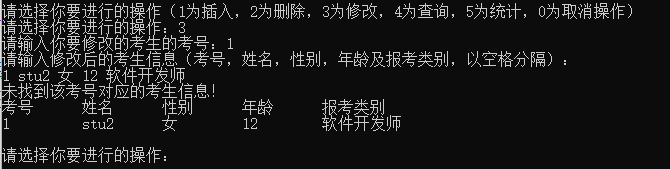 请选择你要进行的操作（1为插入，2为删除，3为修改，4为查询，5为统计，0为取消操作）
请选择你要进行的操作：3
请输入你要修改的考生的考号：1
请输入修改后的考生信息（考号，姓名，性别，年龄及报考类别，以空格分隔）：
1 stu2 女 12 软件开发师
未找到该考号对应的考生信息！
考号 姓名 性别 年龄 报考类别
1 stu2 女 12 软件开发师
请选择你要进行的操作：